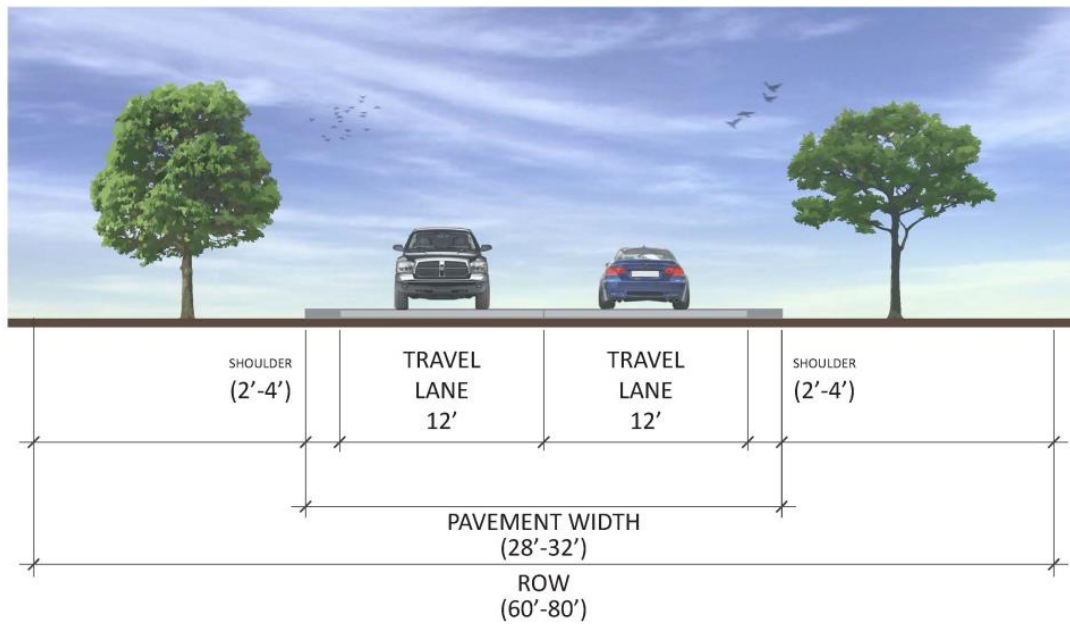 SHOULDER
(2’-4’)
TRAVEL
LANE
12’
TRAVEL
LANE
12’
SHOULDER
(2’-4’)
PAVEMENT WIDTH
(28’-32’)
ROW
(60’-80’)